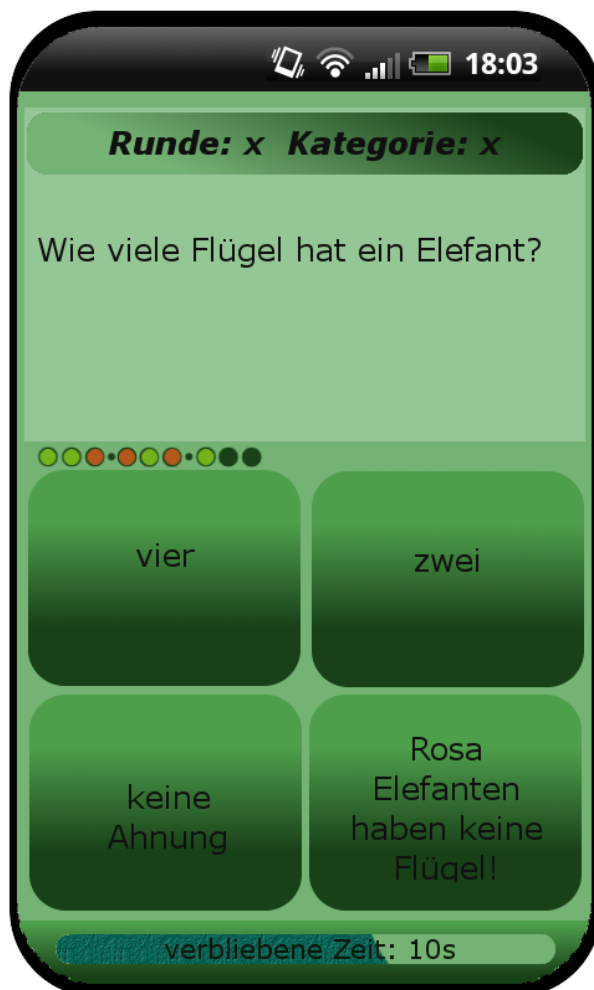 18:03
Runde: x Kategorie: x
Wie viele Flügel hat ein Elefant?
vier
zwei
keine
Ahnung
Rosa
Elefanten
haben keine
Flügel!
verbliebene Zeit: 10s